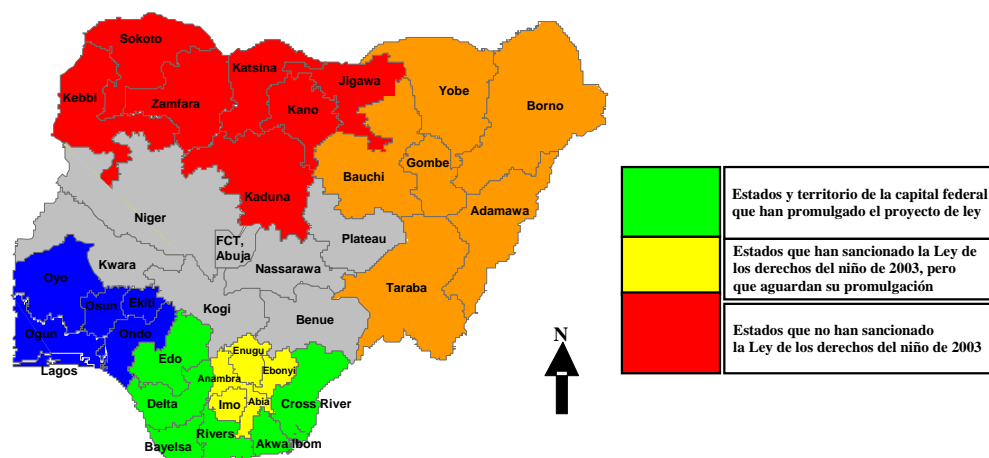 Sokoto
Katsina
Jigawa
Kebbi
Zamfara
Kano
Yobe
Borno
Bauchi
Gombe
Kaduna
Adamawa
Niger
FCT,
Abuja
Plateau
Kwara
Nassarawa
Taraba
Oyo
Osun
Ekiti
Kogi
Benue
Ogun
Ondo
Lagos
Edo
Enugu
Ebonyi
Anambra
Imo
Abia
Delta
Cross River
Rivers
Bayelsa
Akwa Ibom
N
Estados y territorio de la capital federal
que han promulgado el proyecto de ley
Estados que han sancionado la Ley de
los derechos del niño de 2003, pero
que aguardan su promulgación
Estados que no han sancionado
la Ley de los derechos del niño de 2003